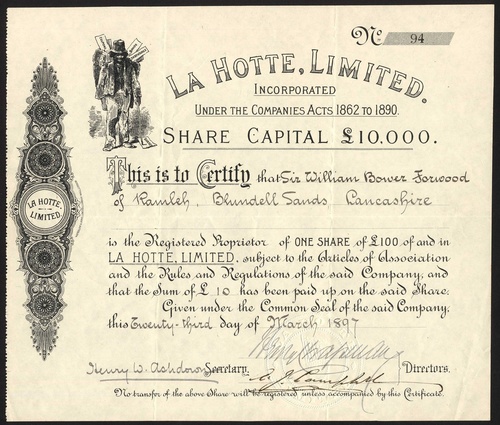 No 94
LA HOTTE, LIMITED.
INCORPORATED
UNDER THE COMPANIES ACTS 1862 TO 1890.
SHARE CAPITAL £10,000.
This is to Certify that Sir William Bower Forwood
of Ramleh, Blundell Sands, Lancashire
is the Registered Proprietor of ONE SHARE of £100 of and in
LA HOTTE, LIMITED, subject to the Articles of Association
and the Rules and Regulations of the said Company, and
that the Sum of £ 10 has been paid up on the said Share.
Given under the Common Seal of the said Company,
this Twenty-third day of March 1897
Henry W. Ashdown Secretary.
Directors.
No transfer of the above Share will be registered unless accompanied by this Certificate.
LA HOTTE
LIMITED.